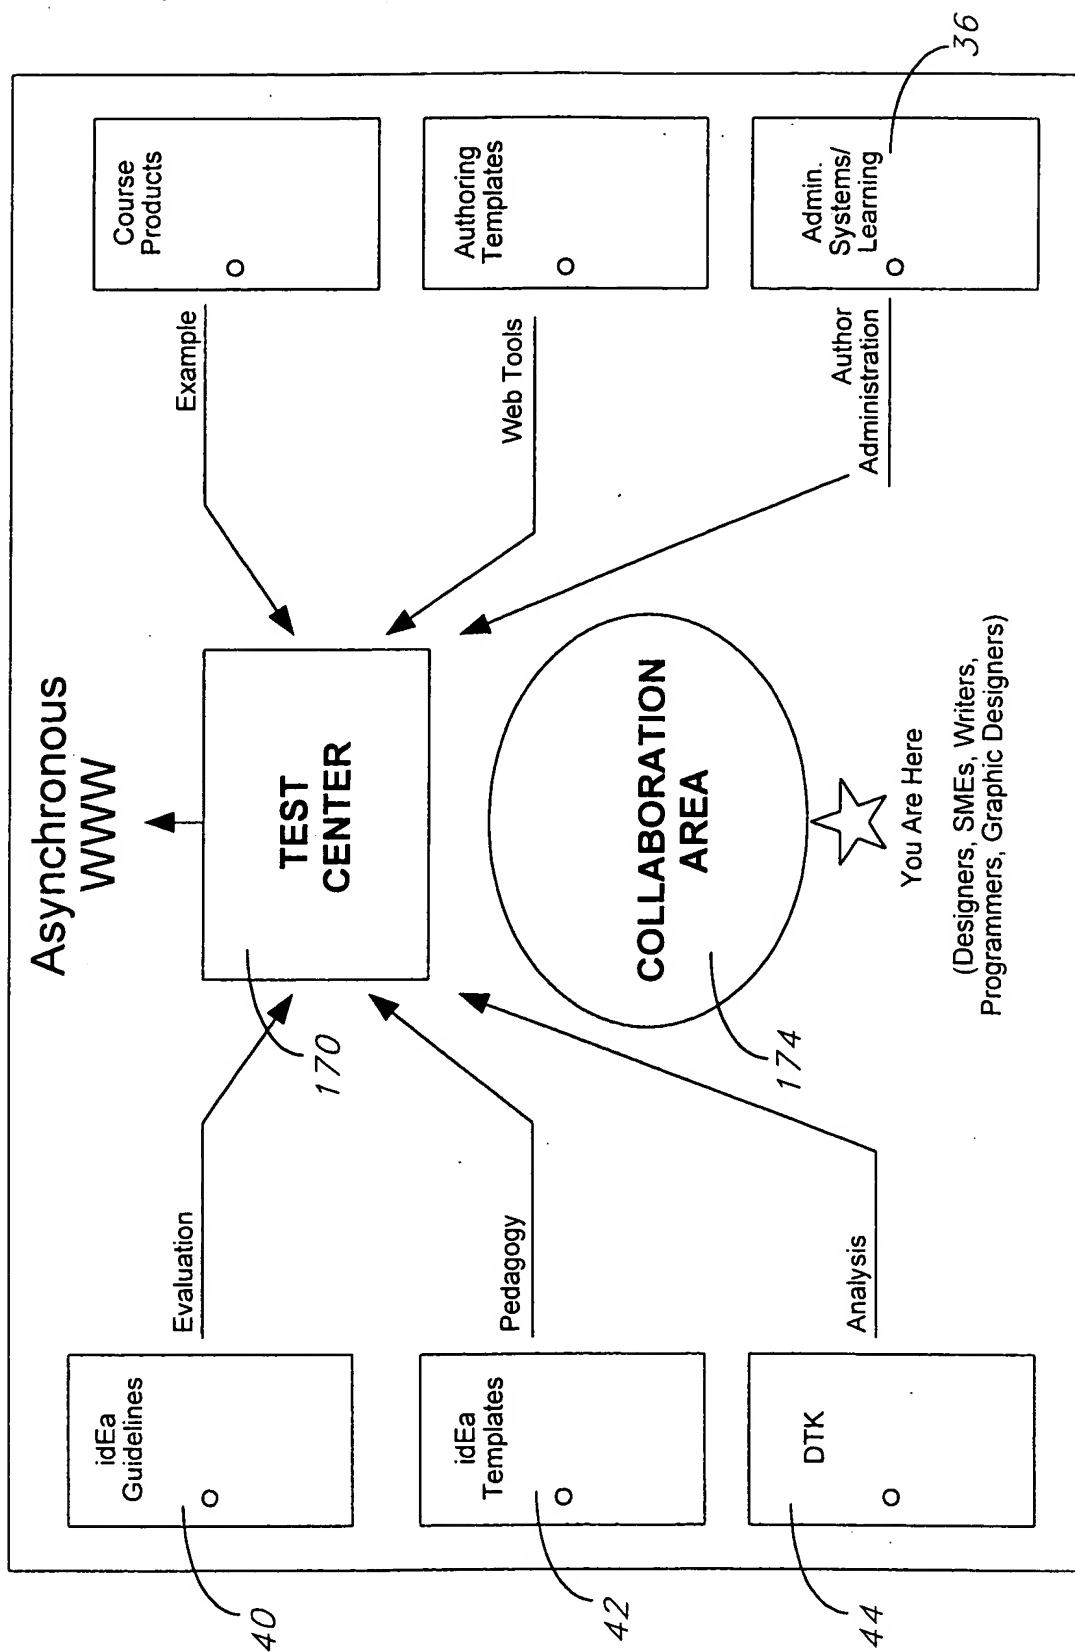 Asynchronous
WWW
idEa
Guidelines
40
Evaluation
170
TEST
CENTER
Example
Course
Products
idEa
Templates
42
Pedagogy
Web Tools
Authoring
Templates
DTK
44
Analysis
COLLABORATION
AREA
174
Author
Administration
Admin.
Systems/
Learning
36
You Are Here
(Designers, SMEs, Writers,
Programmers, Graphic Designers)